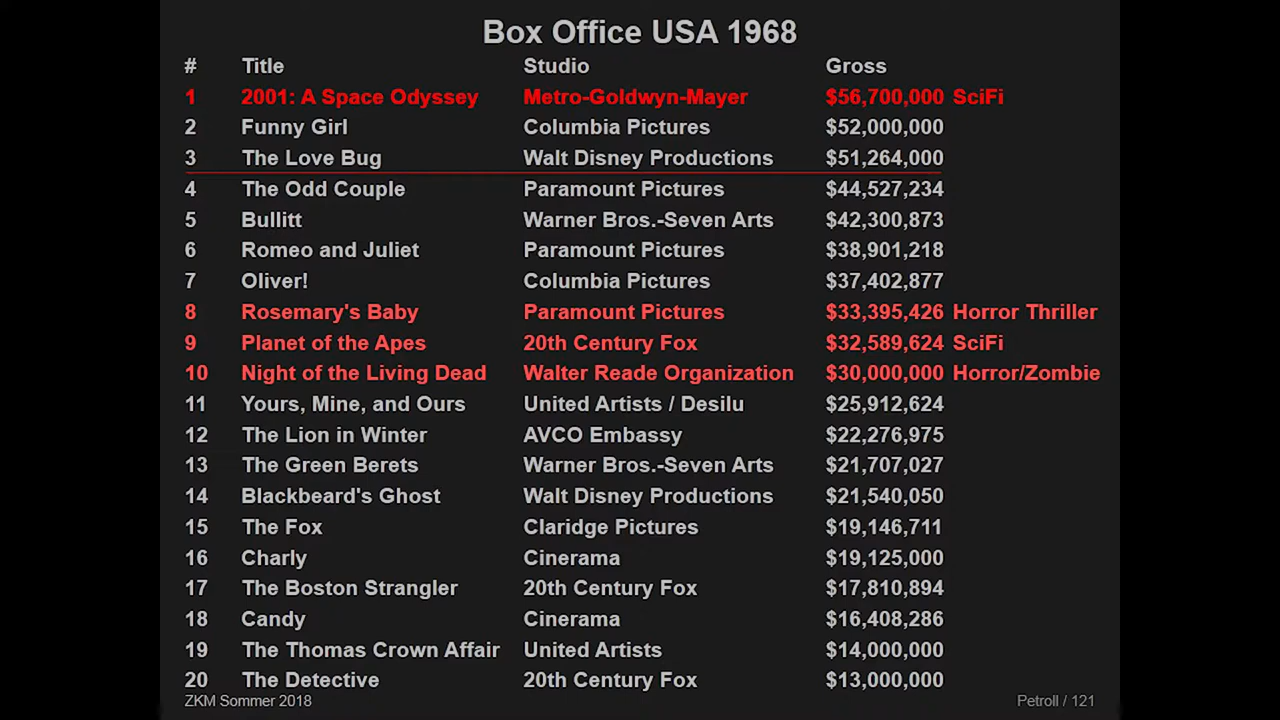 Box Office USA 1968
# Title Studio Gross
1 2001: A Space Odyssey Metro-Goldwyn-Mayer $56,700,000 SciFi
2 Funny Girl Columbia Pictures $52,000,000
3 The Love Bug Walt Disney Productions $51,264,000
4 The Odd Couple Paramount Pictures $44,527,234
5 Bullitt Warner Bros.-Seven Arts $42,300,873
6 Romeo and Juliet Paramount Pictures $38,901,218
7 Oliver! Columbia Pictures $37,402,877
8 Rosemary's Baby Paramount Pictures $33,395,426 Horror Thriller
9 Planet of the Apes 20th Century Fox $32,589,624 SciFi
10 Night of the Living Dead Walter Reade Organization $30,000,000 Horror/Zombie
11 Yours, Mine, and Ours United Artists / Desilu $25,912,624
12 The Lion in Winter AVCO Embassy $22,276,975
13 The Green Berets Warner Bros.-Seven Arts $21,707,027
14 Blackbeard's Ghost Walt Disney Productions $21,540,050
15 The Fox Claridge Pictures $19,146,711
16 Charly Cinerama $19,125,000
17 The Boston Strangler 20th Century Fox $17,810,894
18 Candy Cinerama $16,408,286
19 The Thomas Crown Affair United Artists $14,000,000
20 The Detective 20th Century Fox $13,000,000
ZKM Sommer 2018 Petroll / 121